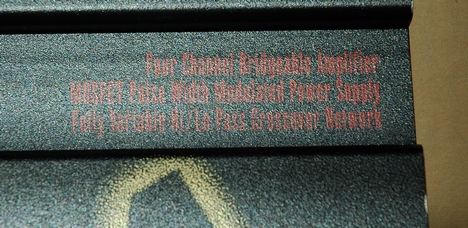 Four Channel Bridgeable Amplifier
MOSFET Pulse Width Modulated Power Supply
Fully Variable Hi/Lo Pass Crossover Network